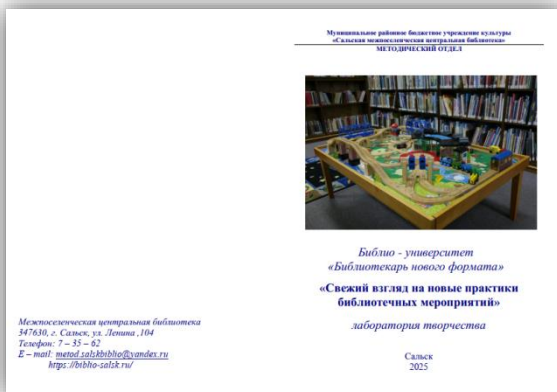 Муниципальное районное бюджетное учреждение культуры
«Сальская межпоселенческая центральная библиотека»
МЕТОДИЧЕСКИЙ ОТДЕЛ
Библио - университет
«Библиотекарь нового формата»
«Свежий взгляд на новые практики
библиотечных мероприятий»
лаборатория творчества
Сальск
2025
Межпоселенческая центральная библиотека
347630, г. Сальск, ул. Ленина ,104
Телефон: 7 – 35 – 62
E – mail: metod.salskbiblio@yandex.ru
https://biblio-salsk.ru/